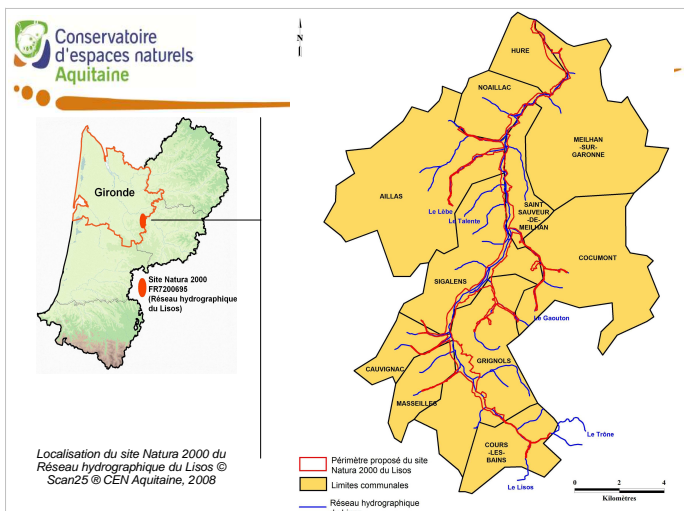 Conservatoire
d'espaces naturels
Aquitaine
Gironde
Site Natura 2000
FR7200695
(Réseau hydrographique
du Lisos)
Localisation du site Natura 2000 du
Réseau hydrographique du Lisos ©
Scan25 ® CEN Aquitaine, 2008
N
HURE
NOAILLAC
MEILHAN
-SUR-
GARONNE
AILLAS
Le Lèbe
Le Talente
SAINT
SAUVEUR
-DE-
MEILHAN
COCUMONT
SIGALENS
Le Gaouton
GRIGNOLS
CAUVIGNAC
MASSEILLES
COURS
-LES-
BAINS
Le Trône
Le Lisos
Périmètre proposé du site
Natura 2000 du Lisos
Limites communales
Réseau hydrographique
0 2 4
Kilomètres